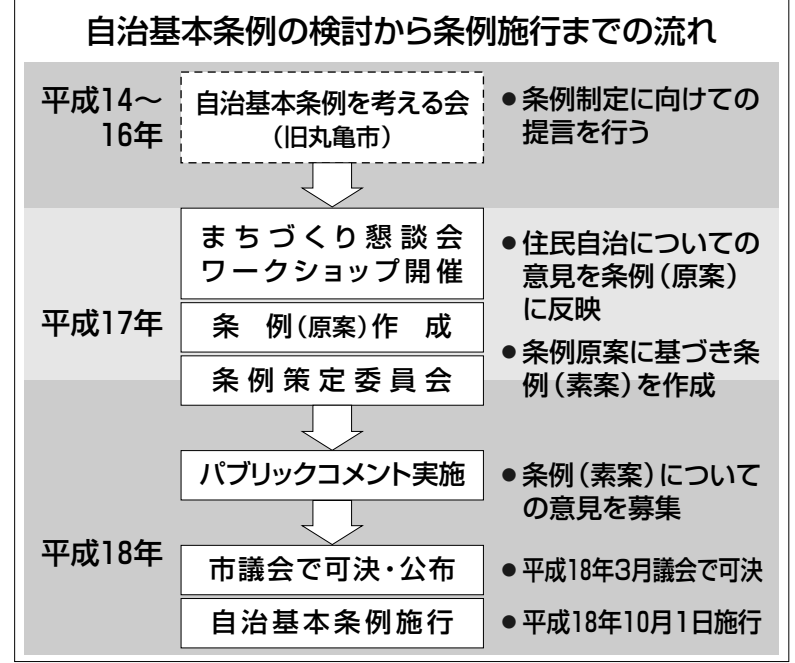 自治基本条例の検討から条例施行までの流れ
平成14～
16年
自治基本条例を考える会
（旧丸亀市）
●条例制定に向けての
提言を行う
平成17年
まちづくり懇談会
ワークショップ開催
条　例（原案）作　成
条例策定委員会
●住民自治についての
意見を条例（原案）
に反映
●条例原案に基づき条
例（素案）を作成
平成18年
パブリックコメント実施
●条例（素案）について
の意見を募集
市議会で可決・公布
●平成18年3月議会で可決
自治基本条例施行
●平成18年10月1日施行